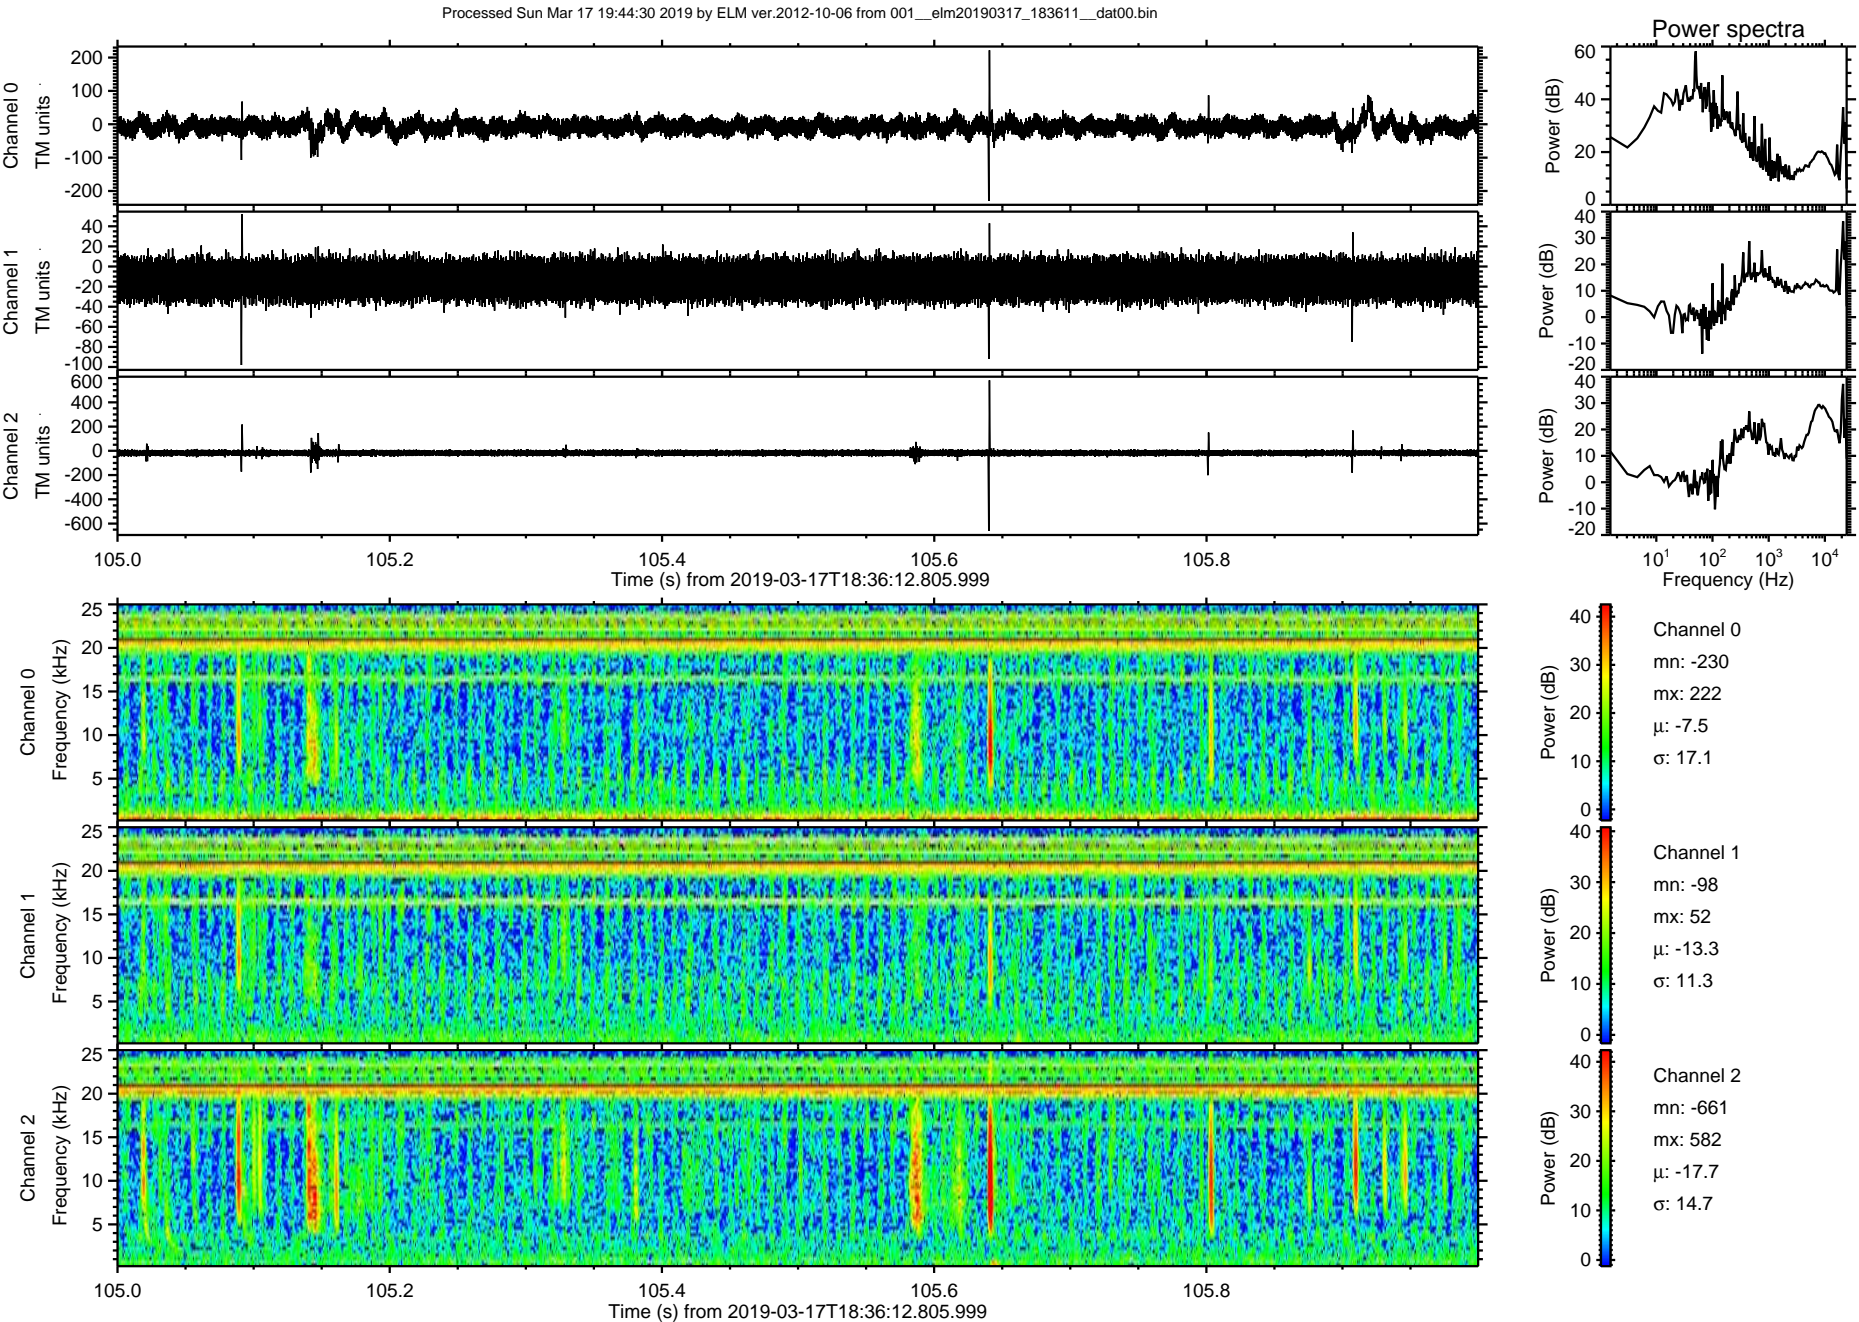 Processed Sun Mar 17 19:44:30 2019 by ELM ver.2012-10-06 from 001__elm20190317_183611__dat00.bin
Power spectra
Channel 0
TM units
200
100
0
-100
-200
Power (dB)
60
40
20
0
Channel 1
TM units
40
20
0
-20
-40
-60
-80
-100
Power (dB)
40
30
20
10
0
-10
-20
Channel 2
TM units
600
400
200
0
-200
-400
-600
Power (dB)
40
30
20
10
0
-10
-20
105.0 105.2 105.4 105.6 105.8
Time (s) from 2019-03-17T18:36:12.805.999
10^1 10^2 10^3 10^4
Frequency (Hz)
Channel 0
Frequency (kHz)
25
20
15
10
5
Power (dB)
40
30
20
10
0
Channel 0
mn: -230
mx: 222
μ: -7.5
σ: 17.1
Channel 1
Frequency (kHz)
25
20
15
10
5
Power (dB)
40
30
20
10
0
Channel 1
mn: -98
mx: 52
μ: -13.3
σ: 11.3
Channel 2
Frequency (kHz)
25
20
15
10
5
Power (dB)
40
30
20
10
0
Channel 2
mn: -661
mx: 582
μ: -17.7
σ: 14.7
105.0 105.2 105.4 105.6 105.8
Time (s) from 2019-03-17T18:36:12.805.999